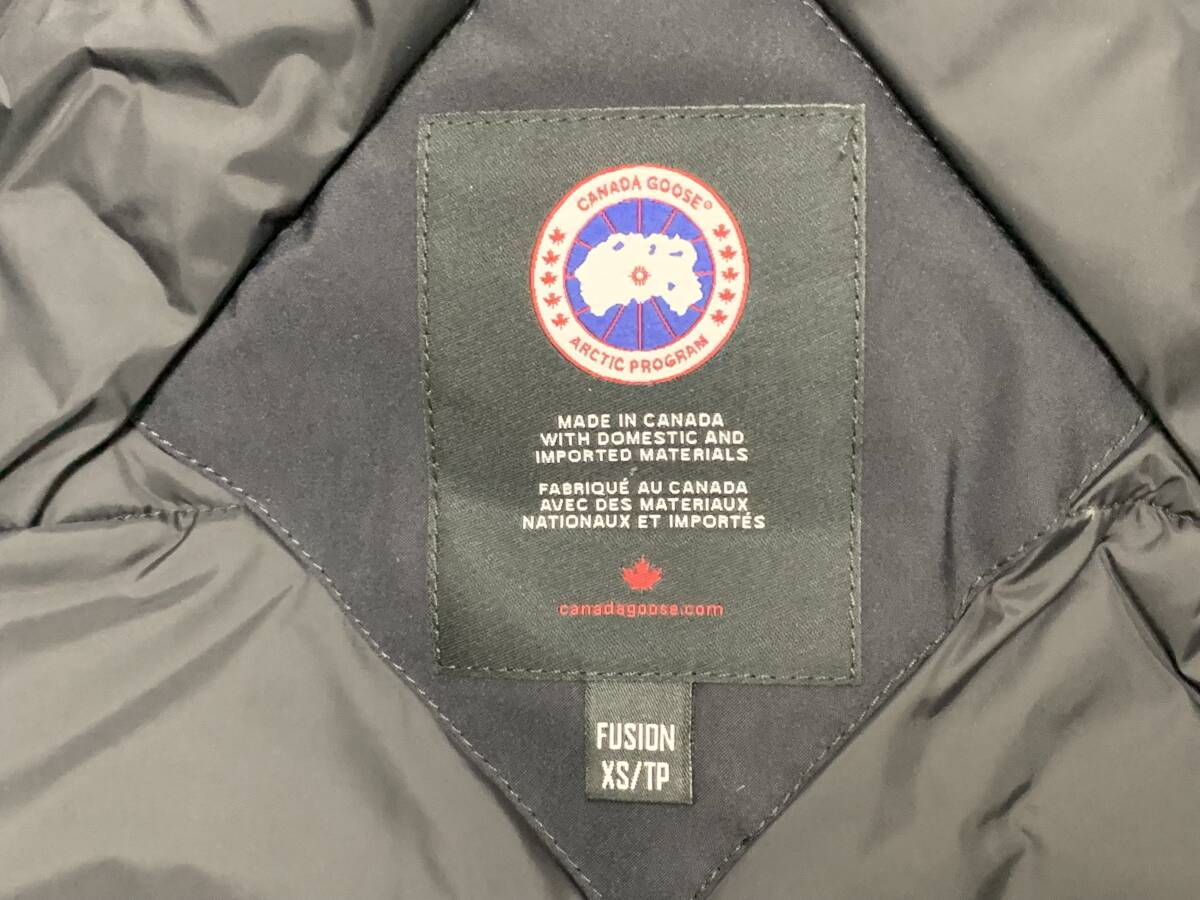 CANADA GOOSE®
ARCTIC PROGRAM
MADE IN CANADA
WITH DOMESTIC AND
IMPORTED MATERIALS
FABRIQUÉ AU CANADA
AVEC DES MATERIAUX
NATIONAUX ET IMPORTÉS
canadagoose.com
FUSION
XS/TP